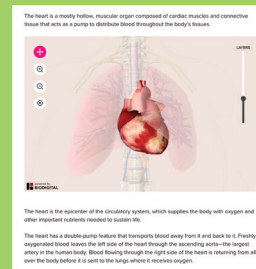 The heart is a mostly hollow, muscular organ composed of cardiac muscles and connective
tissue that acts as a pump to distribute blood throughout the body's tissues.
LAYERS
powered by
BIODIGITAL
The heart is the epicenter of the circulatory system, which supplies the body with oxygen and
other important nutrients needed to sustain life.
The heart has a double-pump feature that transports blood away from it and back to it. Freshly
oxygenated blood leaves the left side of the heart through the ascending aorta—the largest
artery in the human body. Blood flowing through the right side of the heart is returning from all
over the body before it is sent to the lungs where it receives oxygen.